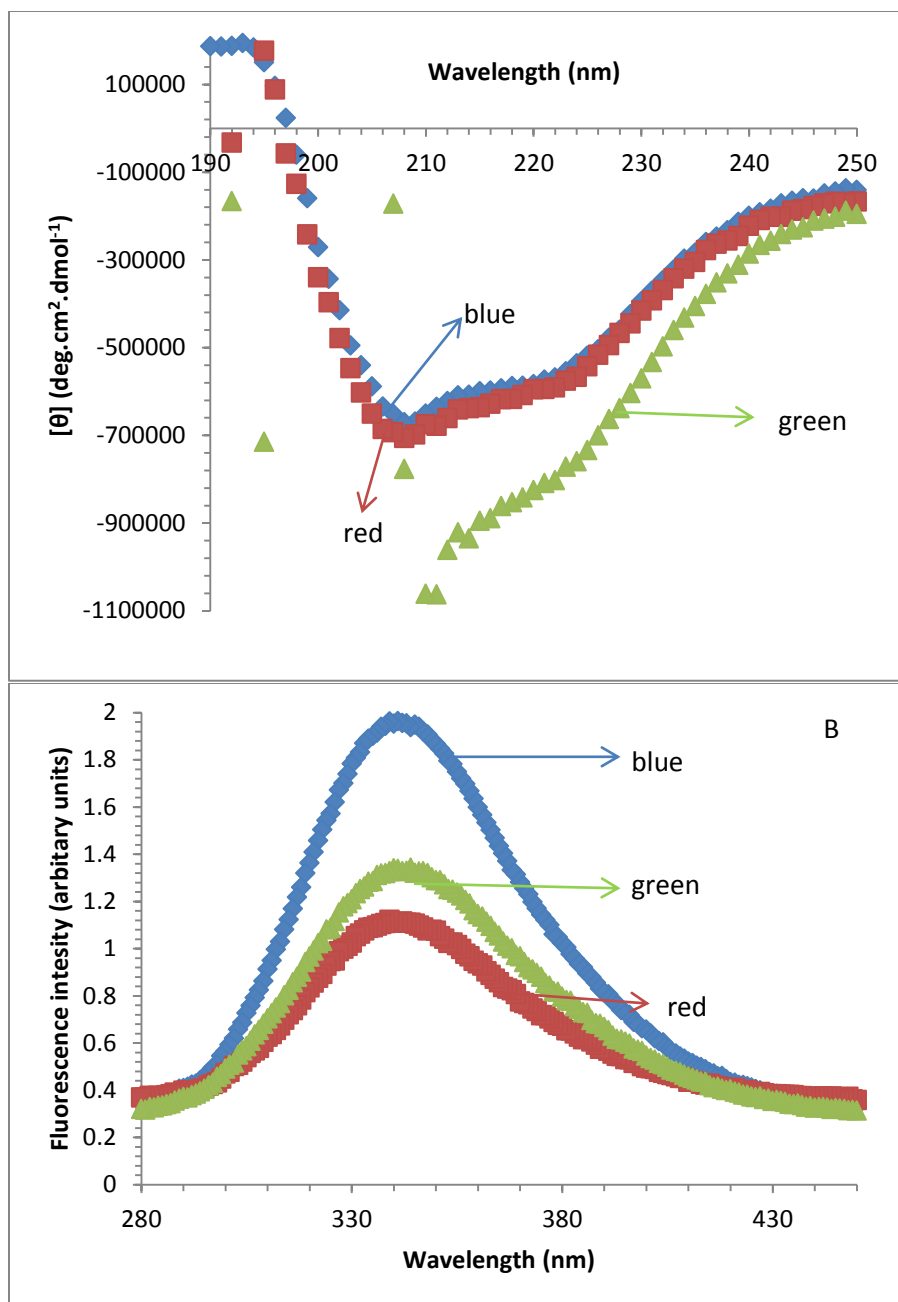 Wavelength (nm)
100000
190 200 210 220 230 240 250
-100000
-300000
-500000
-700000
-900000
-1100000
[θ] (deg.cm².dmol⁻¹)
blue
green
red
B
2
1.8
1.6
1.4
1.2
1
0.8
0.6
0.4
0.2
0
Fluorescence intesity (arbitary units)
blue
green
red
280 330 380 430
Wavelength (nm)